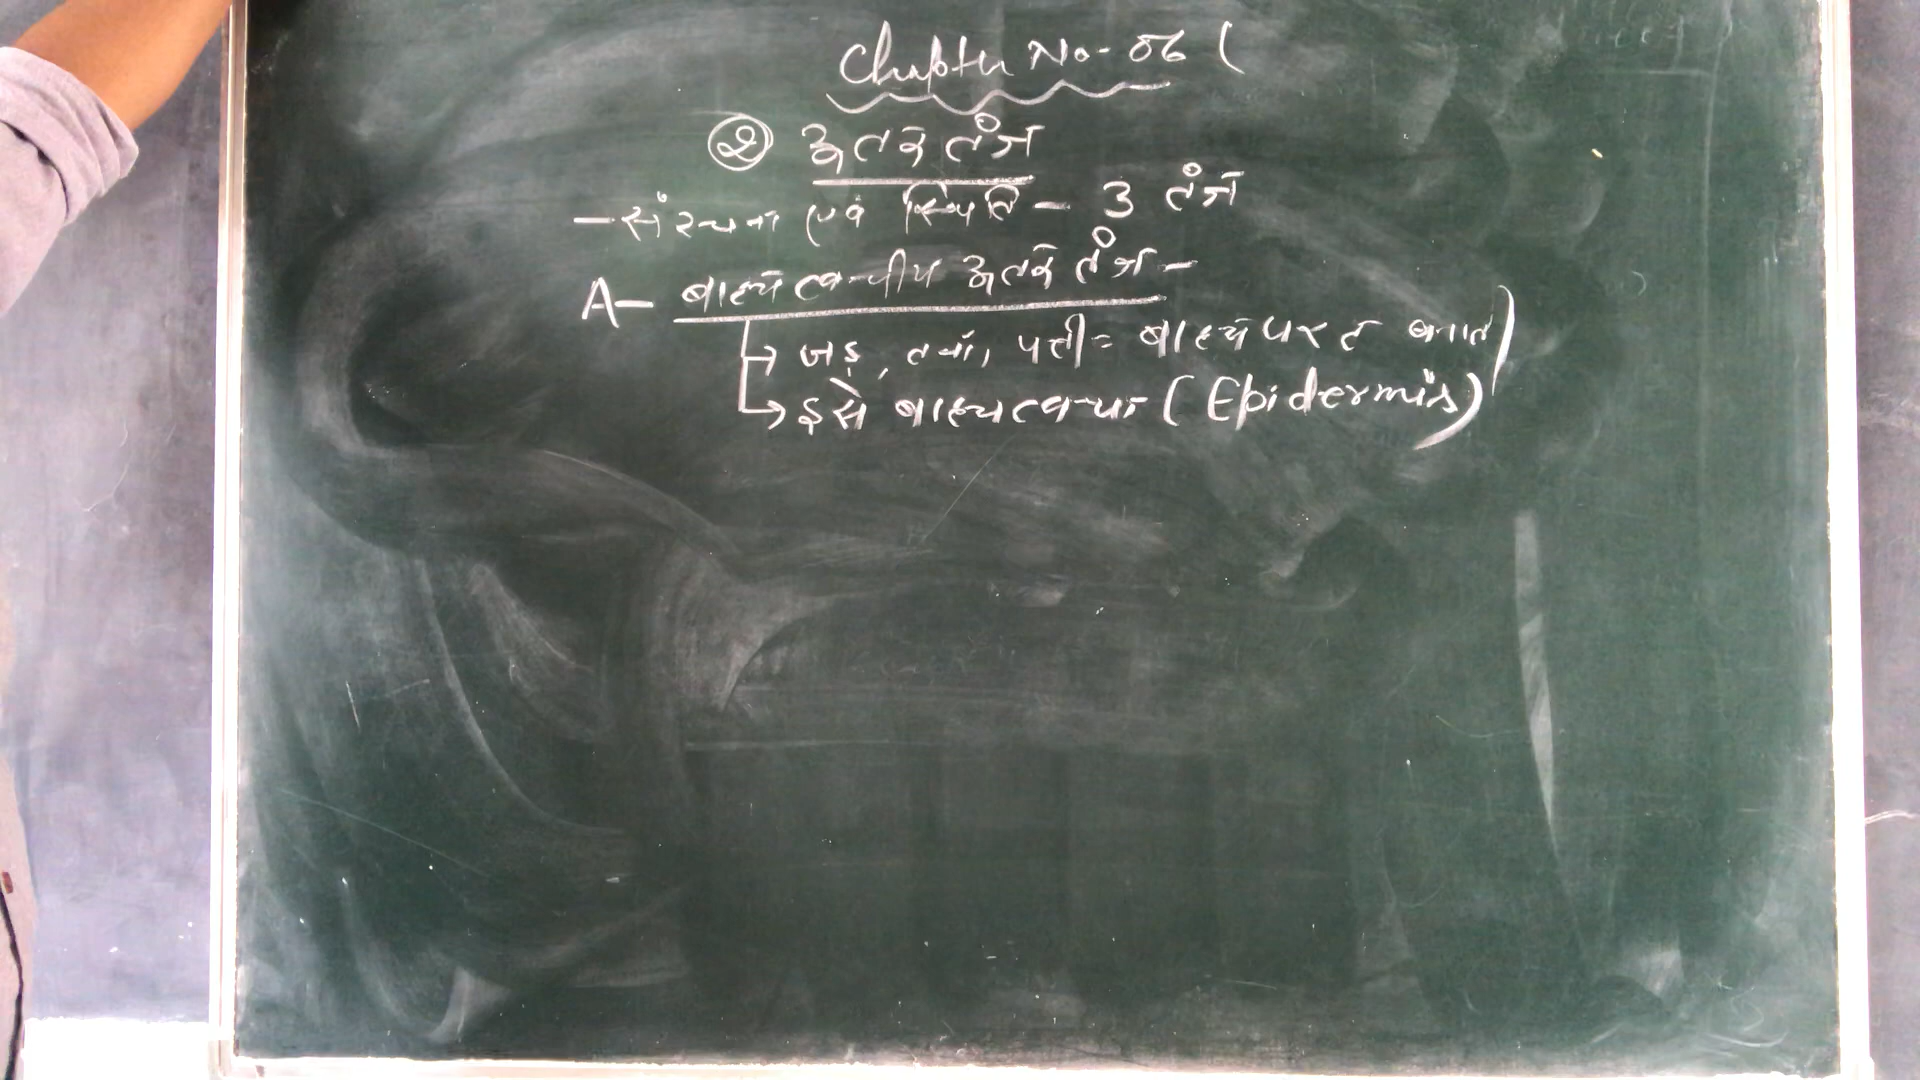 Chapter No- 06 (
② ऊतक तंत्र
- संरचना एवं स्थिति - 3 तंत्र
A- बाह्य त्वचीय ऊतक तंत्र -
→ जड़, तना, पत्ती = बाह्य परत बनाते
→ इसे बाह्यत्वचा (Epidermis)